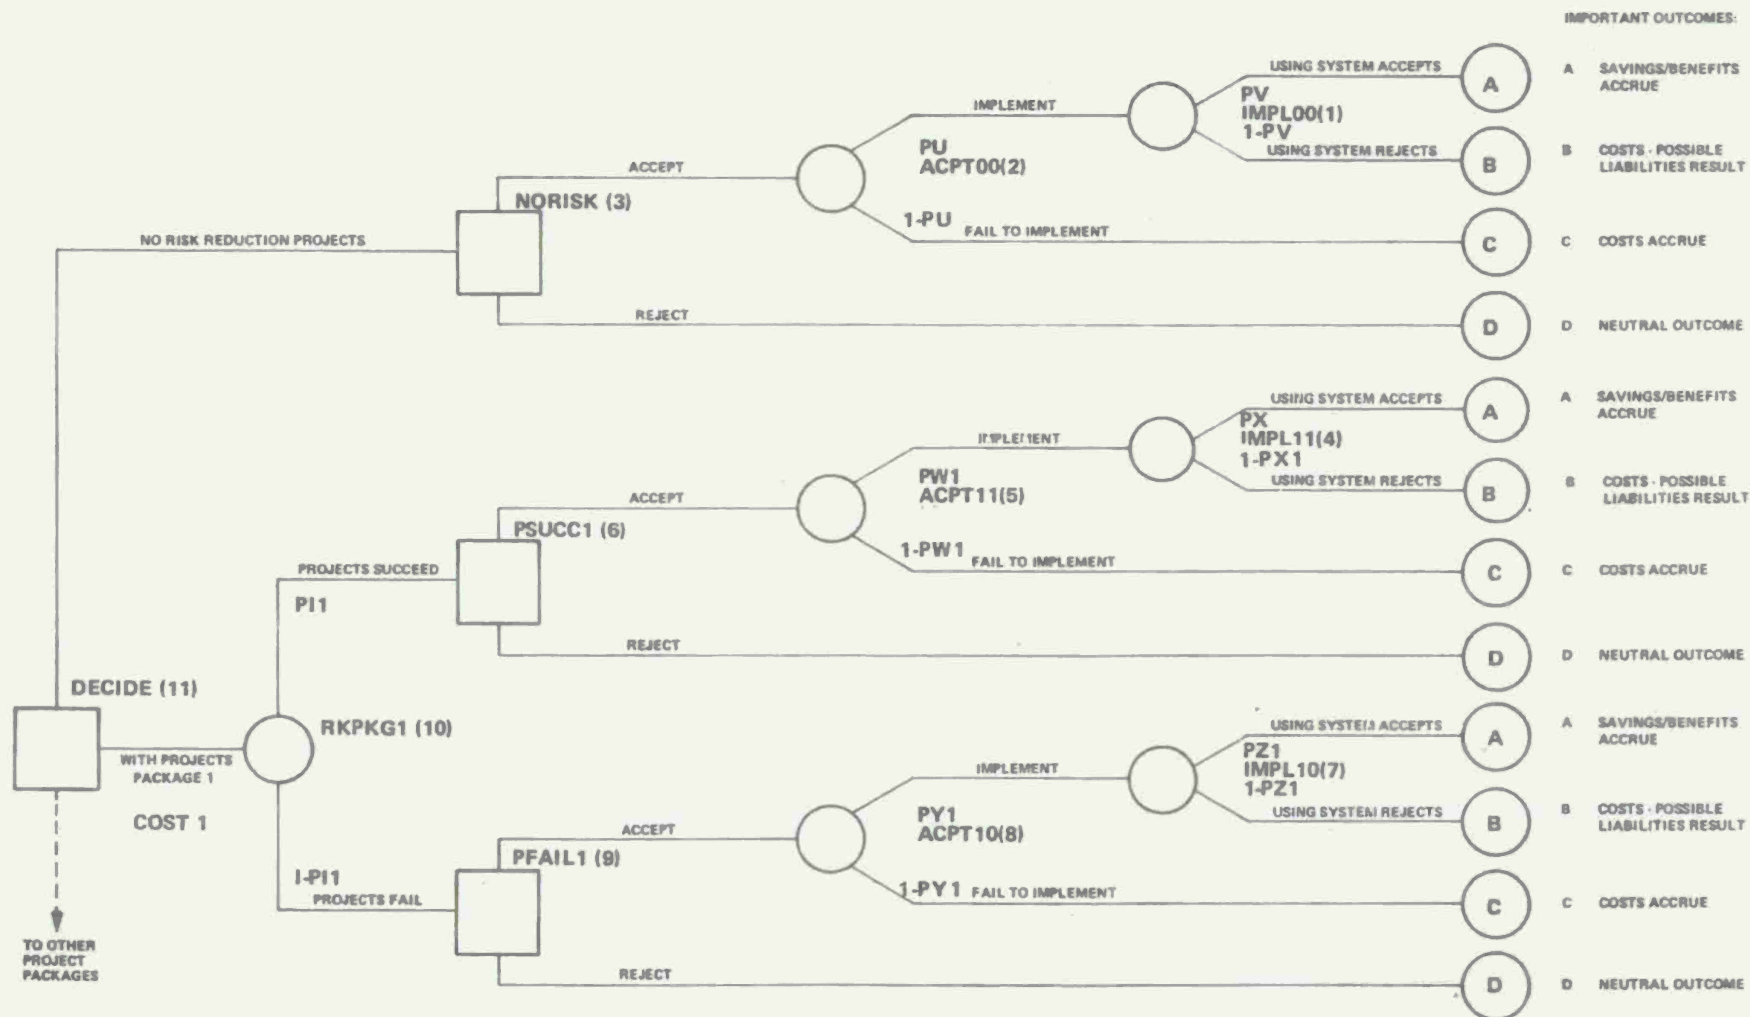 IMPORTANT OUTCOMES:
USING SYSTEM ACCEPTS
A
A SAVINGS/BENEFITS
ACCRUE
PV
IMPL00(1)
1-PV
IMPLEMENT
PU
ACPT00(2)
USING SYSTEM REJECTS
B
B COSTS - POSSIBLE
LIABILITIES RESULT
ACCEPT
NORISK (3)
1-PU
FAIL TO IMPLEMENT
C
C COSTS ACCRUE
NO RISK REDUCTION PROJECTS
REJECT
D
D NEUTRAL OUTCOME
USING SYSTEM ACCEPTS
A
A SAVINGS/BENEFITS
ACCRUE
PX
IMPL11(4)
1-PX1
IMPLEMENT
PW1
ACPT11(5)
USING SYSTEM REJECTS
B
B COSTS - POSSIBLE
LIABILITIES RESULT
ACCEPT
PSUCC1 (6)
1-PW1
FAIL TO IMPLEMENT
C
C COSTS ACCRUE
PROJECTS SUCCEED
PI1
REJECT
D
D NEUTRAL OUTCOME
DECIDE (11)
RKPKG1 (10)
WITH PROJECTS
PACKAGE 1
COST 1
USING SYSTEM ACCEPTS
A
A SAVINGS/BENEFITS
ACCRUE
PZ1
IMPL10(7)
1-PZ1
IMPLEMENT
PY1
ACPT10(8)
USING SYSTEM REJECTS
B
B COSTS - POSSIBLE
LIABILITIES RESULT
ACCEPT
PFAIL1 (9)
I-PI1
PROJECTS FAIL
1-PY1
FAIL TO IMPLEMENT
C
C COSTS ACCRUE
TO OTHER
PROJECT
PACKAGES
REJECT
D
D NEUTRAL OUTCOME